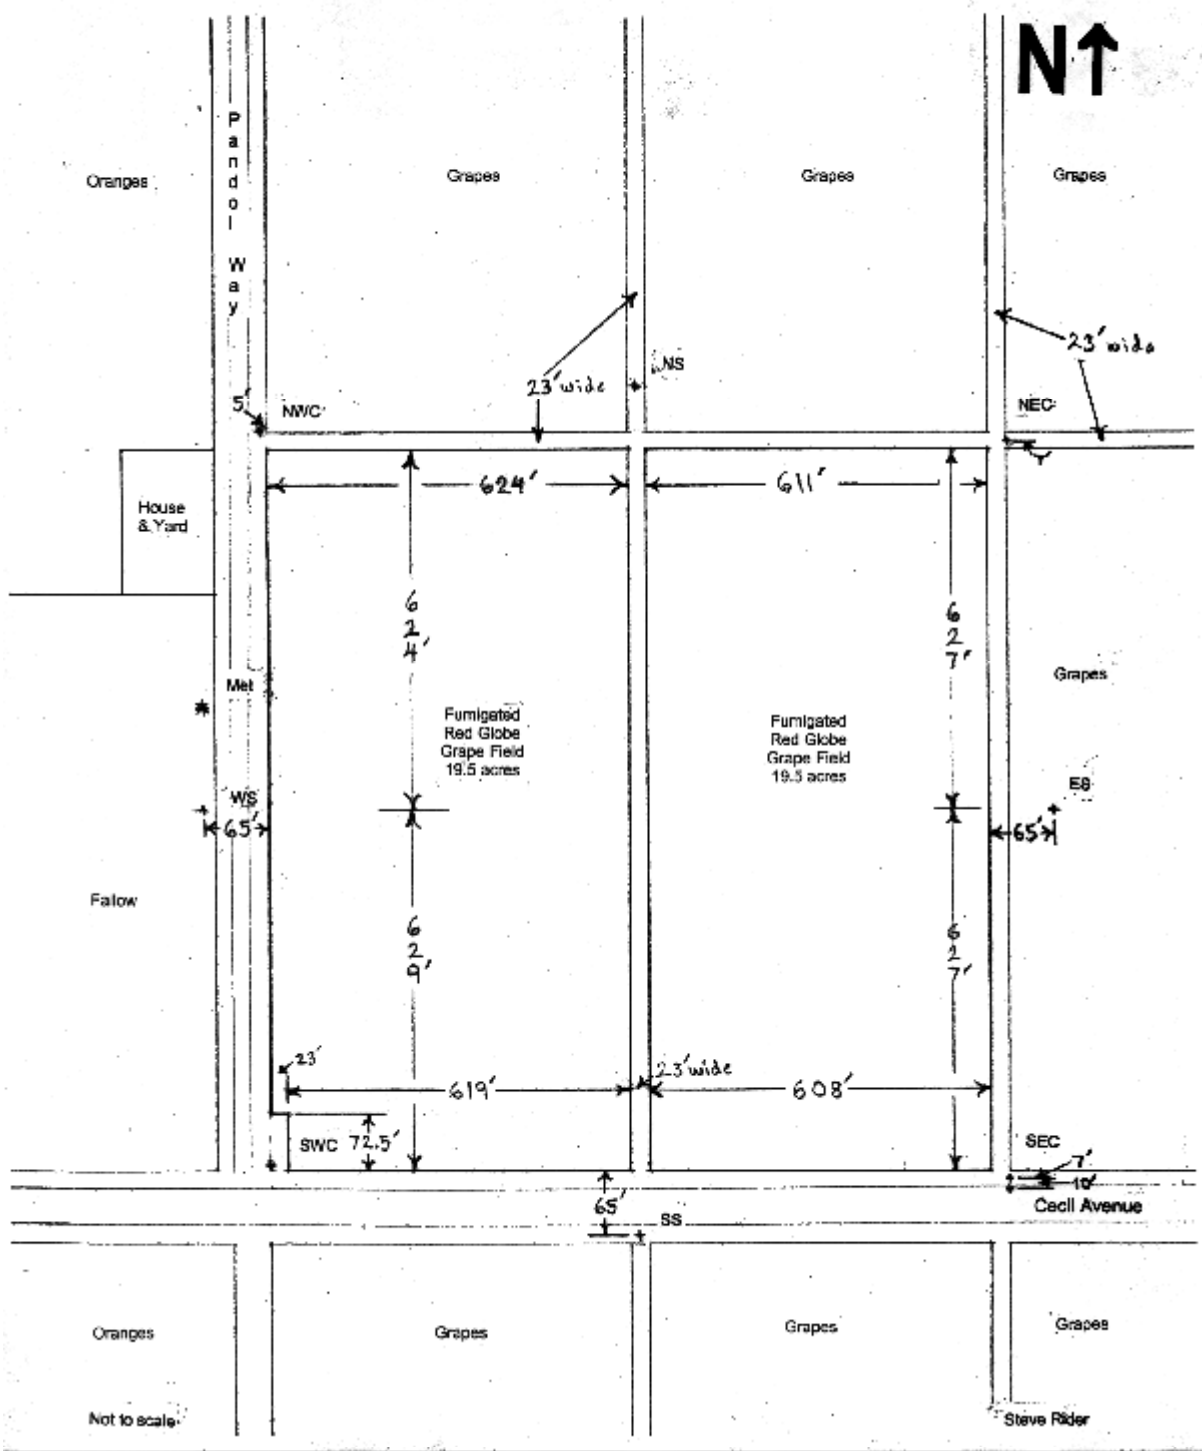 N↑
Pandol Way
Oranges
Grapes
Grapes
Grapes
23' wide
NS
23' wide
5'
NWC
NEC
624'
611'
House
& Yard
624'
627'
Met
Grapes
Fumigated
Red Globe
Grape Field
19.5 acres
Fumigated
Red Globe
Grape Field
19.5 acres
WS
ES
65'
65'
Fallow
629'
627'
23'
23' wide
619'
608'
SWC
72.5'
SEC
7'
10'
65'
Cecil Avenue
SS
Oranges
Grapes
Grapes
Grapes
Not to scale
Steve Rider